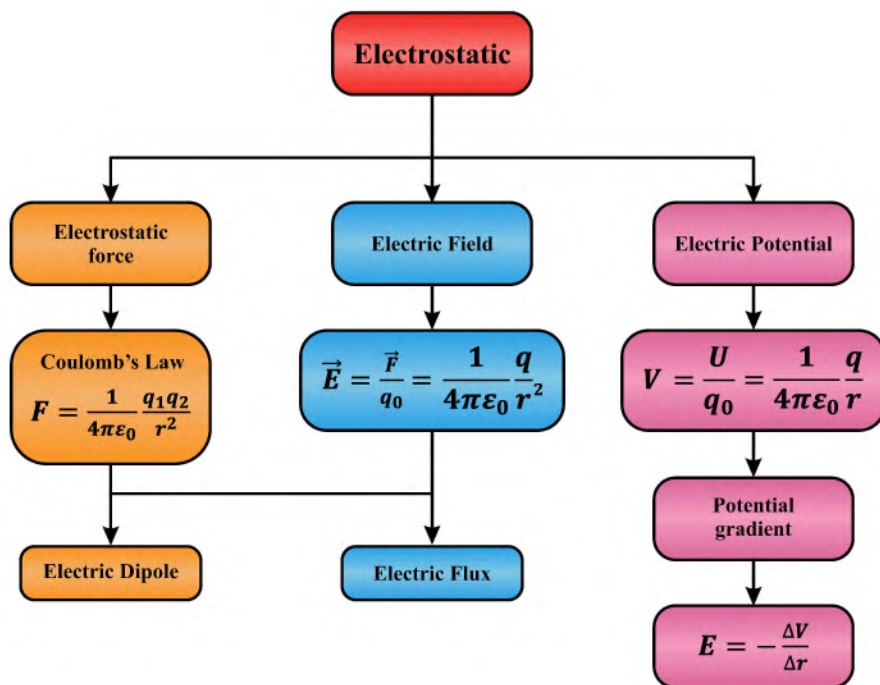 Electrostatic
Electrostatic
force
Electric Field
Electric Potential
Coulomb's Law
F = 1/4πε₀ q₁q₂/r²
E⃗ = F⃗/q₀ = 1/4πε₀ q/r²
V = U/q₀ = 1/4πε₀ q/r
Potential
gradient
Electric Dipole
Electric Flux
E = − ΔV/Δr